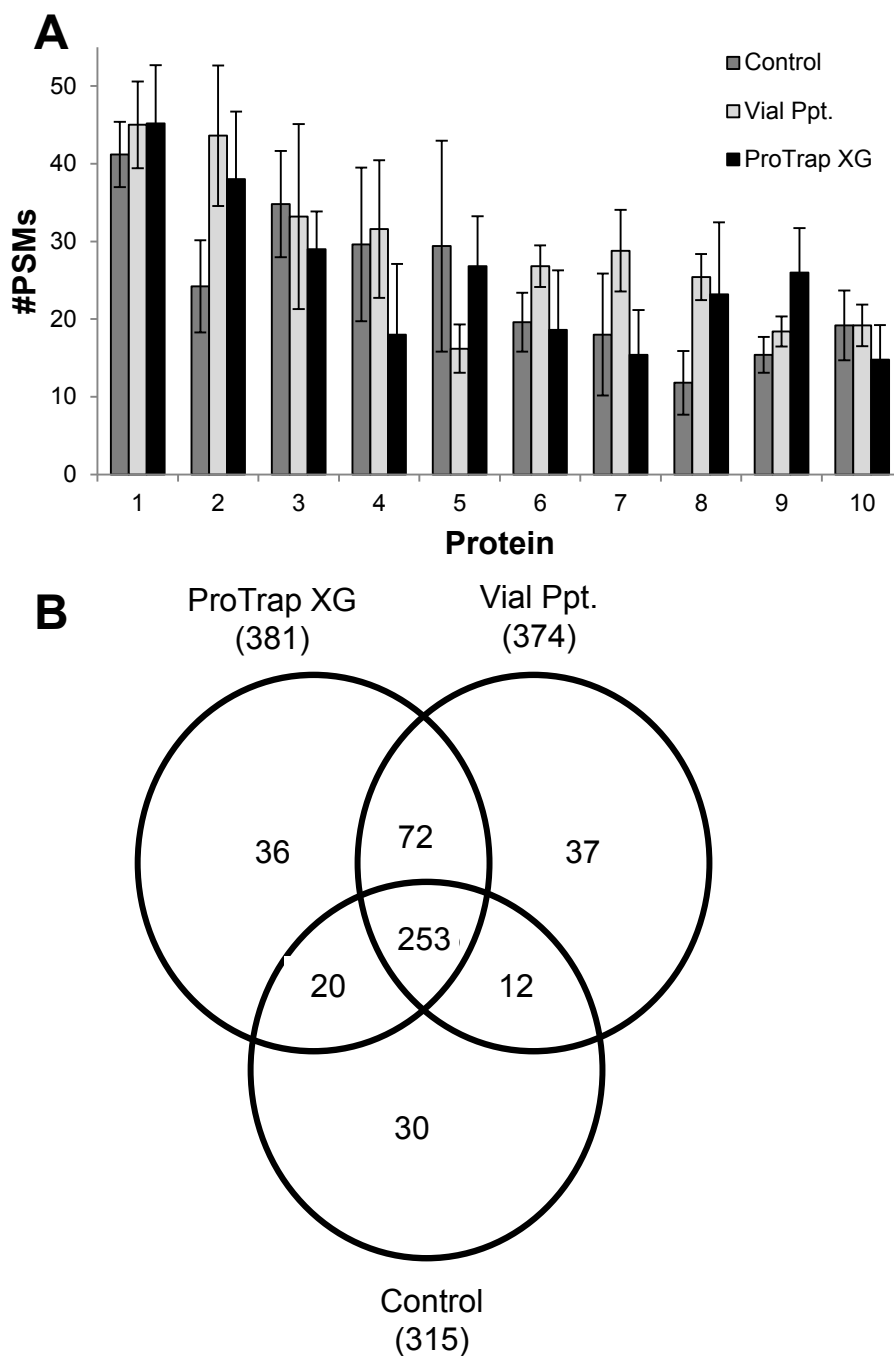 A
Control
Vial Ppt.
ProTrap XG
#PSMs
50
40
30
20
10
0
1 2 3 4 5 6 7 8 9 10
Protein
B
ProTrap XG
(381)
Vial Ppt.
(374)
36
72
37
253
20
12
30
Control
(315)